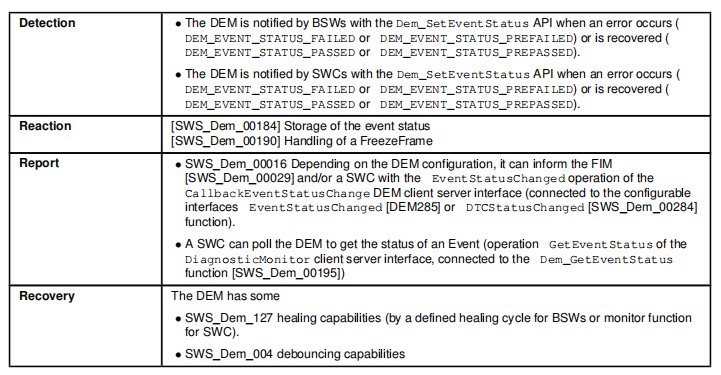 Detection
• The DEM is notified by BSWs with the Dem_SetEventStatus API when an error occurs (
DEM_EVENT_STATUS_FAILED or DEM_EVENT_STATUS_PREFAILED) or is recovered (
DEM_EVENT_STATUS_PASSED or DEM_EVENT_STATUS_PREPASSED).
• The DEM is notified by SWCs with the Dem_SetEventStatus API when an error occurs (
DEM_EVENT_STATUS_FAILED or DEM_EVENT_STATUS_PREFAILED) or is recovered (
DEM_EVENT_STATUS_PASSED or DEM_EVENT_STATUS_PREPASSED).
Reaction
[SWS_Dem_00184] Storage of the event status
[SWS_Dem_00190] Handling of a FreezeFrame
Report
• SWS_Dem_00016 Depending on the DEM configuration, it can inform the FIM
[SWS_Dem_00029] and/or a SWC with the EventStatusChanged operation of the
CallbackEventStatusChange DEM client server interface (connected to the configurable
interfaces EventStatusChanged [DEM285] or DTCStatusChanged [SWS_Dem_00284]
function).
• A SWC can poll the DEM to get the status of an Event (operation GetEventStatus of the
DiagnosticMonitor client server interface, connected to the Dem_GetEventStatus
function [SWS_Dem_00195])
Recovery
The DEM has some
• SWS_Dem_127 healing capabilities (by a defined healing cycle for BSWs or monitor function
for SWC).
• SWS_Dem_004 debouncing capabilities